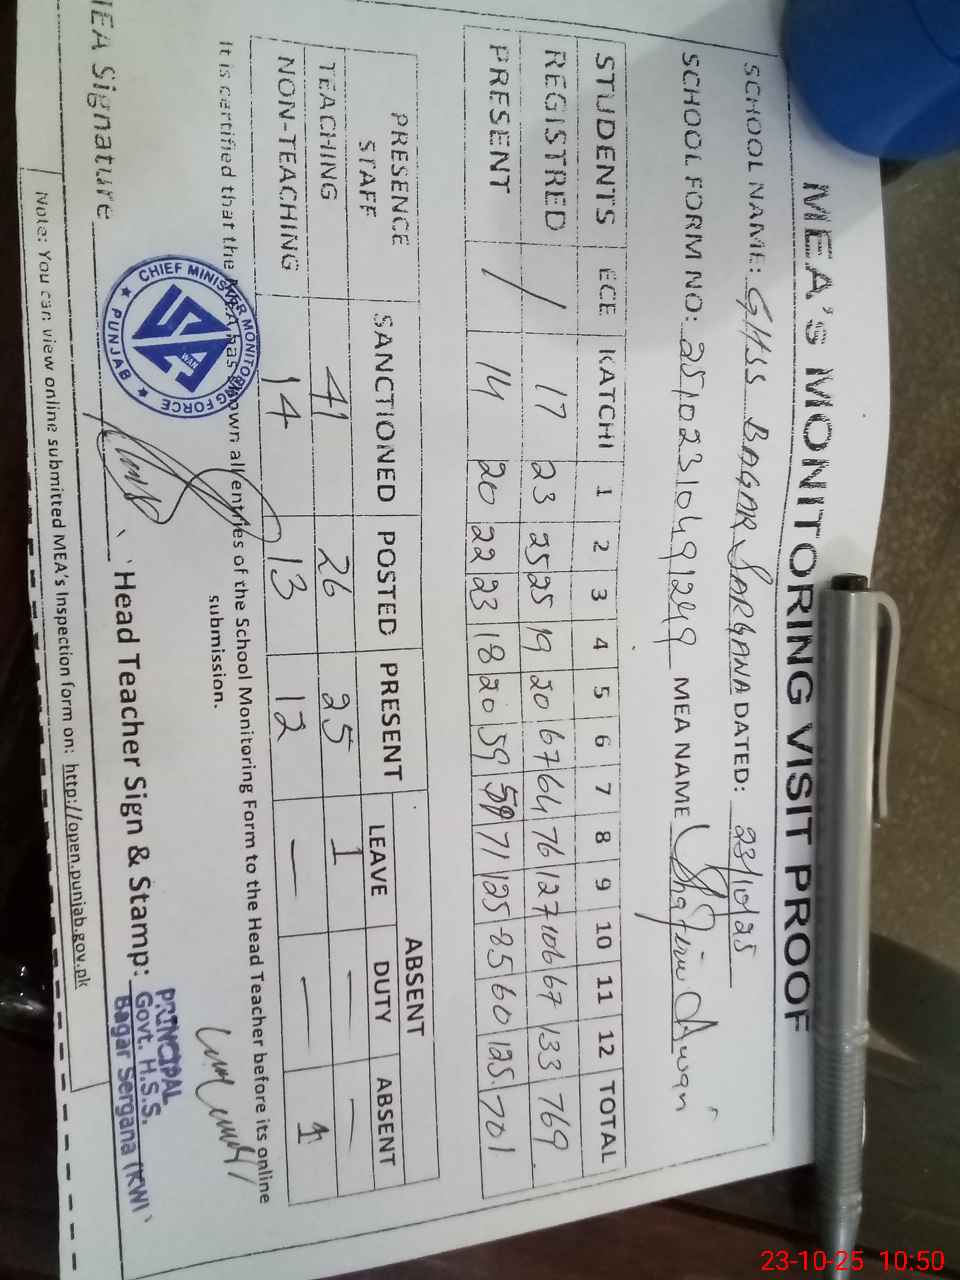 MEA's MONITORING VISIT PROOF
SCHOOL NAME: GHSS BAGAR SARGANA DATED: 23/10/25
SCHOOL FORM NO: 25102310491249 MEA NAME Awan
STUDENTS ECE KATCHI 1 2 3 4 5 6 7 8 9 10 11 12 TOTAL
REGISTRED / 17 23 25 25 19 20 67 64 76 127 106 67 133 769
PRESENT / 14 20 22 23 18 20 59 59 71 125 85 60 125 701
PRESENCE STAFF SANCTIONED POSTED PRESENT ABSENT
LEAVE DUTY ABSENT
TEACHING 41 26 25 1 — —
NON-TEACHING 14 13 12 — — 1
It is certified that the MEA has shown all entries of the School Monitoring Form to the Head Teacher before its online
submission.
MEA Signature Head Teacher Sign & Stamp:
CHIEF MINISTER MONITORING FORCE
★ PUNJAB ★
PRINCIPAL
Govt. H.S.S.
Bagar Sergana (KWI
Note: You can view online submitted MEA's Inspection form on: http://open.punjab.gov.pk
23-10-25 10:50